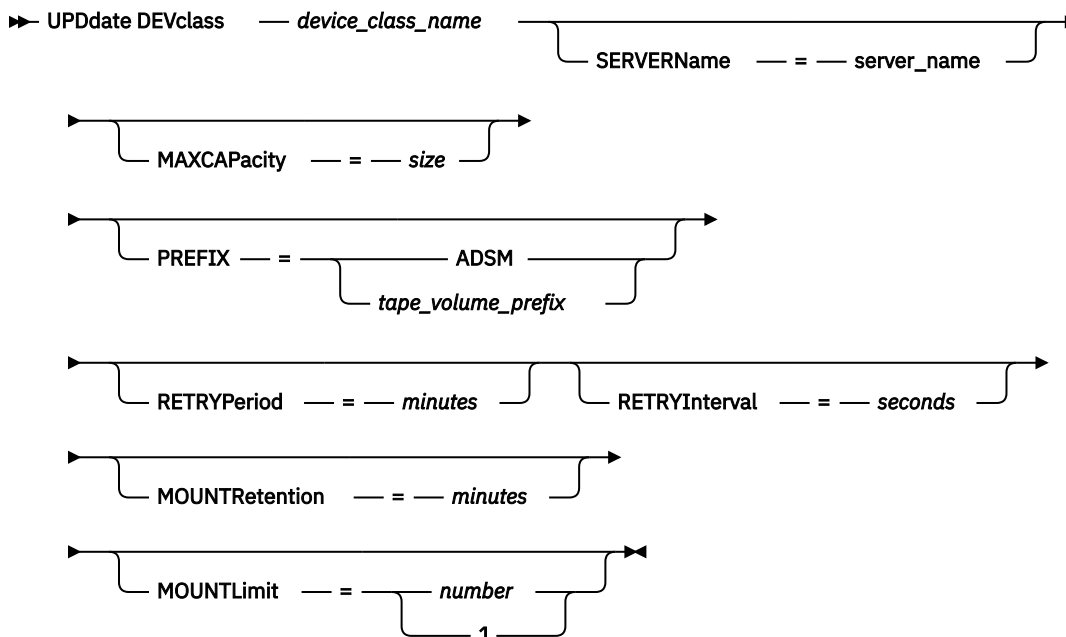 UPDdate DEVclass device_class_name
SERVERName = server_name
MAXCAPacity = size
PREFIX = ADSM
tape_volume_prefix
RETRYPeriod = minutes RETRYInterval = seconds
MOUNTRetention = minutes
MOUNTLimit = number
1